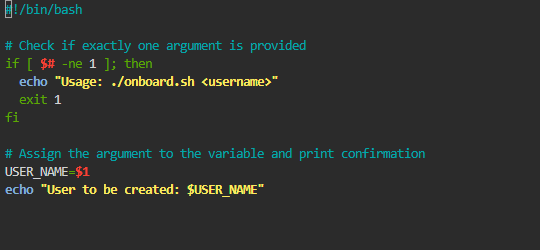 #!/bin/bash
# Check if exactly one argument is provided
if [ $# -ne 1 ]; then
  echo "Usage: ./onboard.sh <username>"
  exit 1
fi
# Assign the argument to the variable and print confirmation
USER_NAME=$1
echo "User to be created: $USER_NAME"